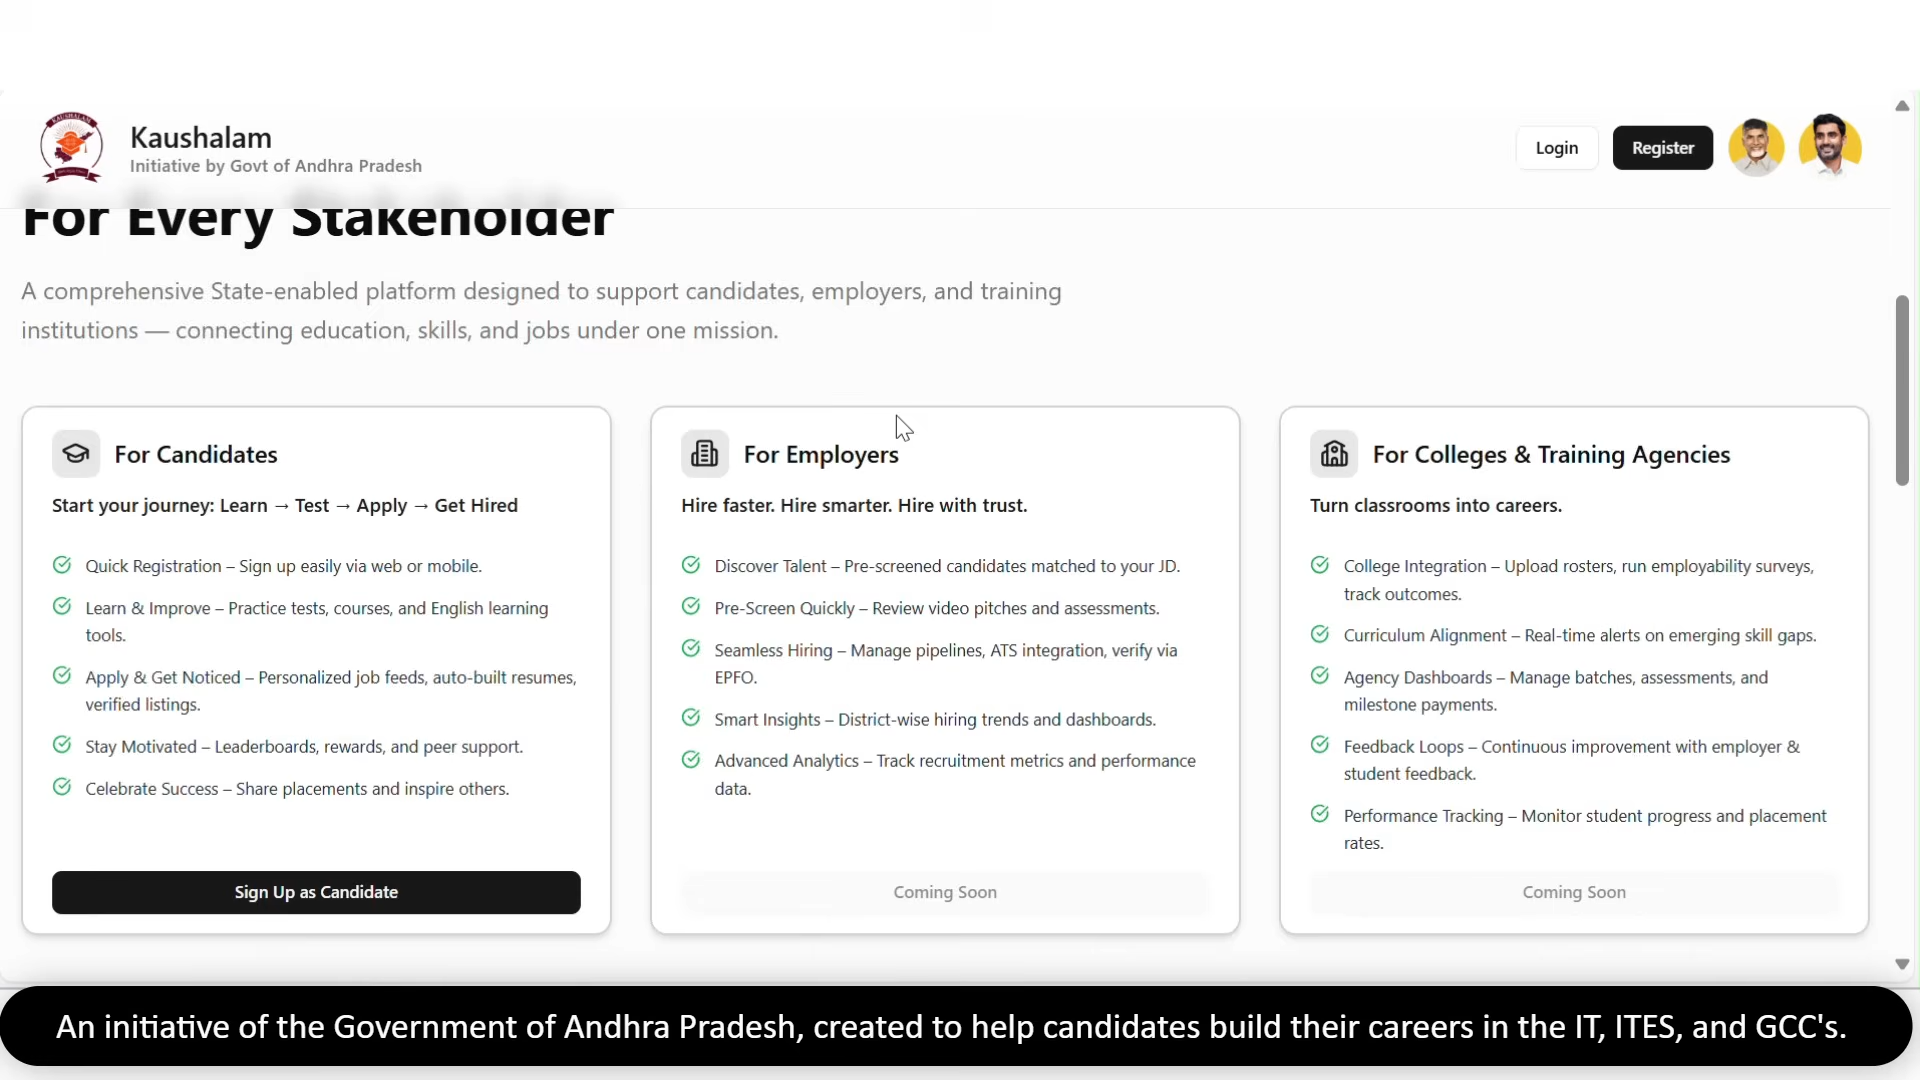 Kaushalam
Initiative by Govt of Andhra Pradesh
Login
Register
For Every Stakeholder
A comprehensive State-enabled platform designed to support candidates, employers, and training
institutions — connecting education, skills, and jobs under one mission.
For Candidates
Start your journey: Learn → Test → Apply → Get Hired
Quick Registration – Sign up easily via web or mobile.
Learn & Improve – Practice tests, courses, and English learning
tools.
Apply & Get Noticed – Personalized job feeds, auto-built resumes,
verified listings.
Stay Motivated – Leaderboards, rewards, and peer support.
Celebrate Success – Share placements and inspire others.
Sign Up as Candidate
For Employers
Hire faster. Hire smarter. Hire with trust.
Discover Talent – Pre-screened candidates matched to your JD.
Pre-Screen Quickly – Review video pitches and assessments.
Seamless Hiring – Manage pipelines, ATS integration, verify via
EPFO.
Smart Insights – District-wise hiring trends and dashboards.
Advanced Analytics – Track recruitment metrics and performance
data.
Coming Soon
For Colleges & Training Agencies
Turn classrooms into careers.
College Integration – Upload rosters, run employability surveys,
track outcomes.
Curriculum Alignment – Real-time alerts on emerging skill gaps.
Agency Dashboards – Manage batches, assessments, and
milestone payments.
Feedback Loops – Continuous improvement with employer &
student feedback.
Performance Tracking – Monitor student progress and placement
rates.
Coming Soon
An initiative of the Government of Andhra Pradesh, created to help candidates build their careers in the IT, ITES, and GCC's.